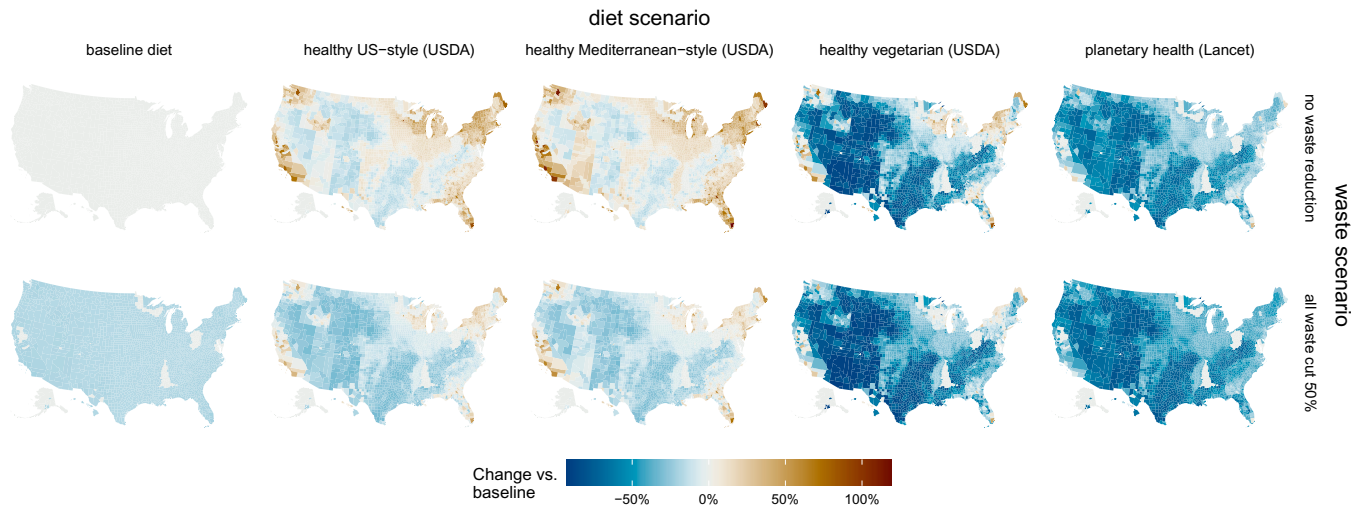 diet scenario
baseline diet
healthy US−style (USDA)
healthy Mediterranean−style (USDA)
healthy vegetarian (USDA)
planetary health (Lancet)
no waste reduction
all waste cut 50%
waste scenario
Change vs.
baseline
−50%
0%
50%
100%